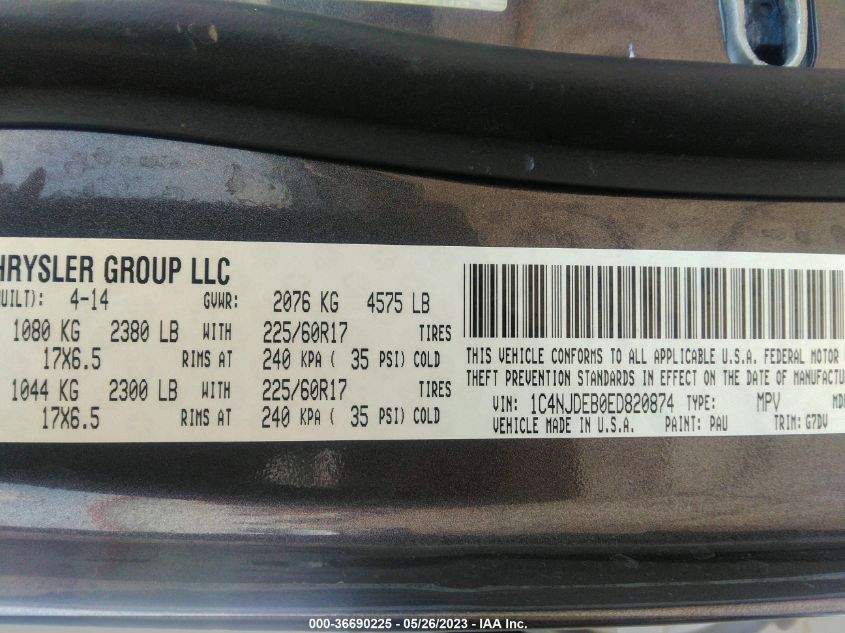 HRYSLER GROUP LLC
UILT): 4-14 GVWR: 2076 KG 4575 LB
1080 KG 2380 LB WITH 225/60R17 TIRES
17X6.5 RIMS AT 240 KPA ( 35 PSI) COLD
1044 KG 2300 LB WITH 225/60R17 TIRES
17X6.5 RIMS AT 240 KPA ( 35 PSI) COLD
THIS VEHICLE CONFORMS TO ALL APPLICABLE U.S.A. FEDERAL MOTOR
THEFT PREVENTION STANDARDS IN EFFECT ON THE DATE OF MANUFACTU
VIN: 1C4NJDEB0ED820874 TYPE: MPV MD
VEHICLE MADE IN U.S.A. PAINT: PAU TRIM: G7DV
000-36690225 - 05/26/2023 - IAA Inc.